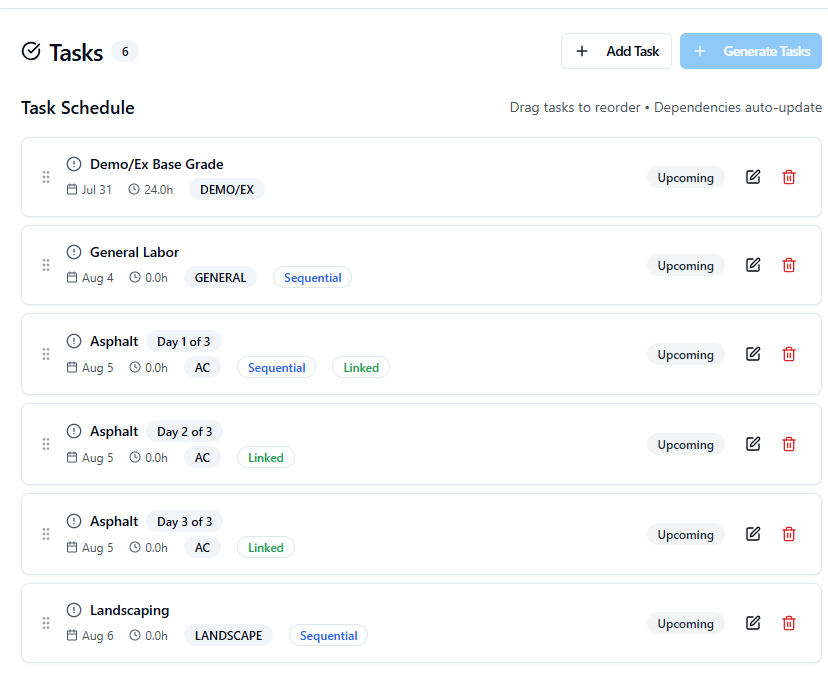 Tasks 6
+ Add Task
+ Generate Tasks
Task Schedule
Drag tasks to reorder • Dependencies auto-update
Demo/Ex Base Grade
Jul 31 24.0h DEMO/EX
Upcoming
General Labor
Aug 4 0.0h GENERAL Sequential
Upcoming
Asphalt Day 1 of 3
Aug 5 0.0h AC Sequential Linked
Upcoming
Asphalt Day 2 of 3
Aug 5 0.0h AC Linked
Upcoming
Asphalt Day 3 of 3
Aug 5 0.0h AC Linked
Upcoming
Landscaping
Aug 6 0.0h LANDSCAPE Sequential
Upcoming